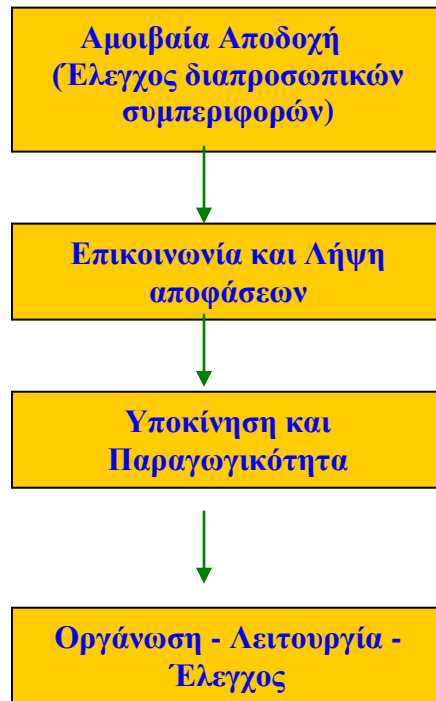 Αμοιβαία Αποδοχή
(Έλεγχος διαπροσωπικών
συμπεριφορών)
Επικοινωνία και Λήψη
αποφάσεων
Υποκίνηση και
Παραγωγικότητα
Οργάνωση - Λειτουργία -
Έλεγχος